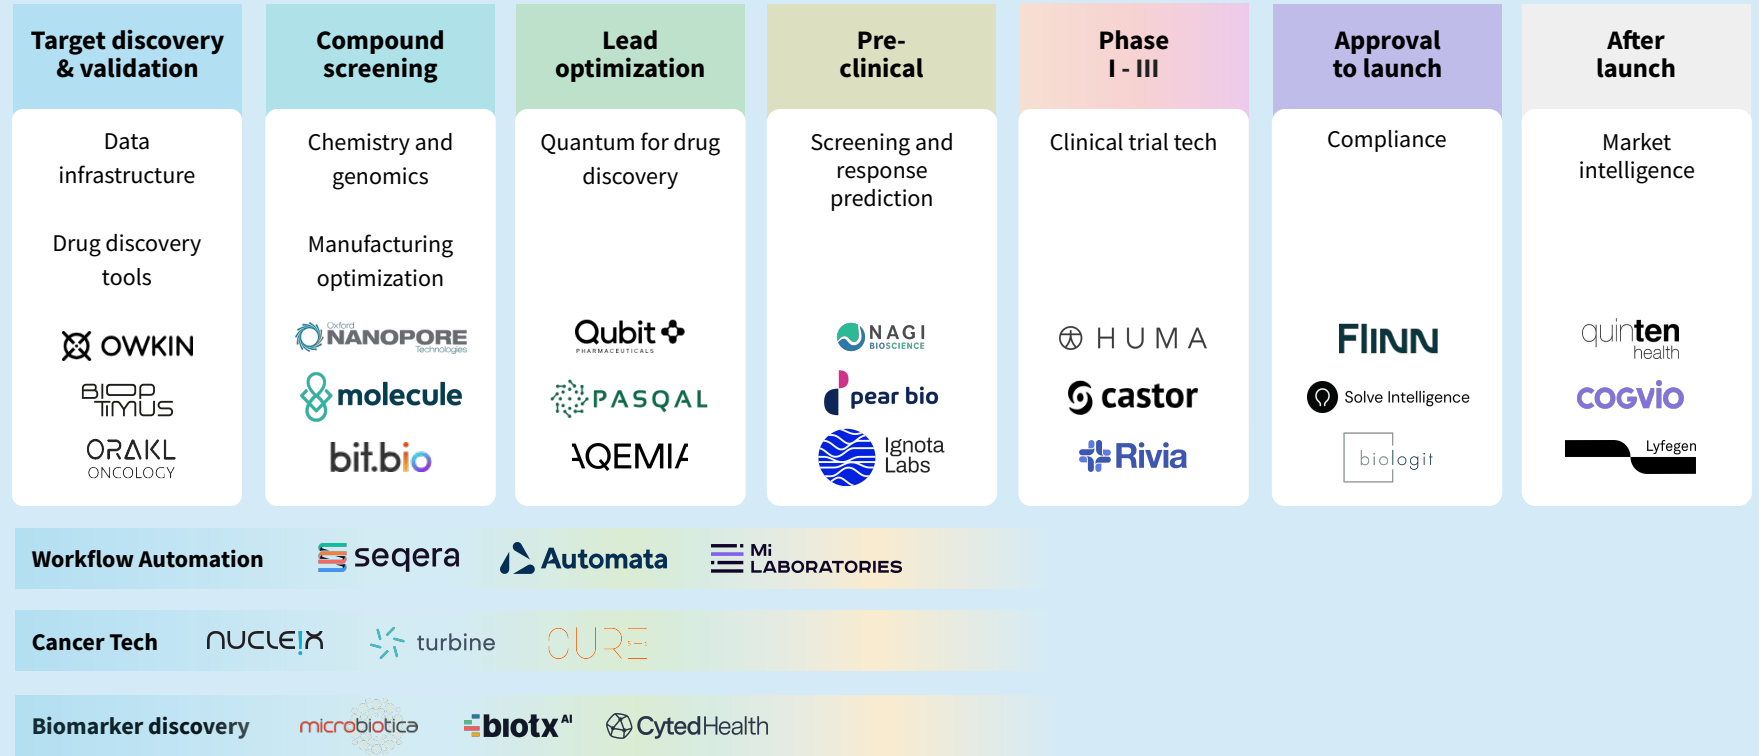 Target discovery
& validation
Data
infrastructure
Drug discovery
tools
OWKIN
BIOP
TIMUS
ORAKL
ONCOLOGY
Compound
screening
Chemistry and
genomics
Manufacturing
optimization
Oxford
NANOPORE
Technologies
molecule
bit.bio
Lead
optimization
Quantum for drug
discovery
Qubit
PHARMACEUTICALS
PASQAL
AQEMIA
Pre-
clinical
Screening and
response
prediction
NAGI
BIOSCIENCE
pear bio
Ignota
Labs
Phase
I - III
Clinical trial tech
HUMA
castor
Rivia
Approval
to launch
Compliance
FlINN
Solve Intelligence
biologit
After
launch
Market
intelligence
quinten
health
cogvio
Lyfegen
Workflow Automation
seqera
Automata
Mi
LABORATORIES
Cancer Tech
NUCLEIX
turbine
CURE
Biomarker discovery
microbiotica
biotx AI
CytedHealth